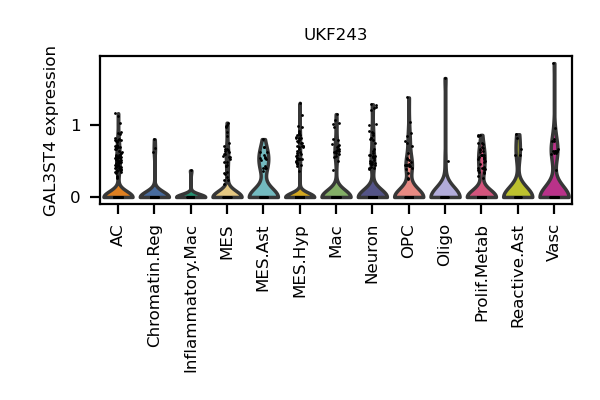 UKF243
GAL3ST4 expression
1
0
AC
Chromatin.Reg
Inflammatory.Mac
MES
MES.Ast
MES.Hyp
Mac
Neuron
OPC
Oligo
Prolif.Metab
Reactive.Ast
Vasc